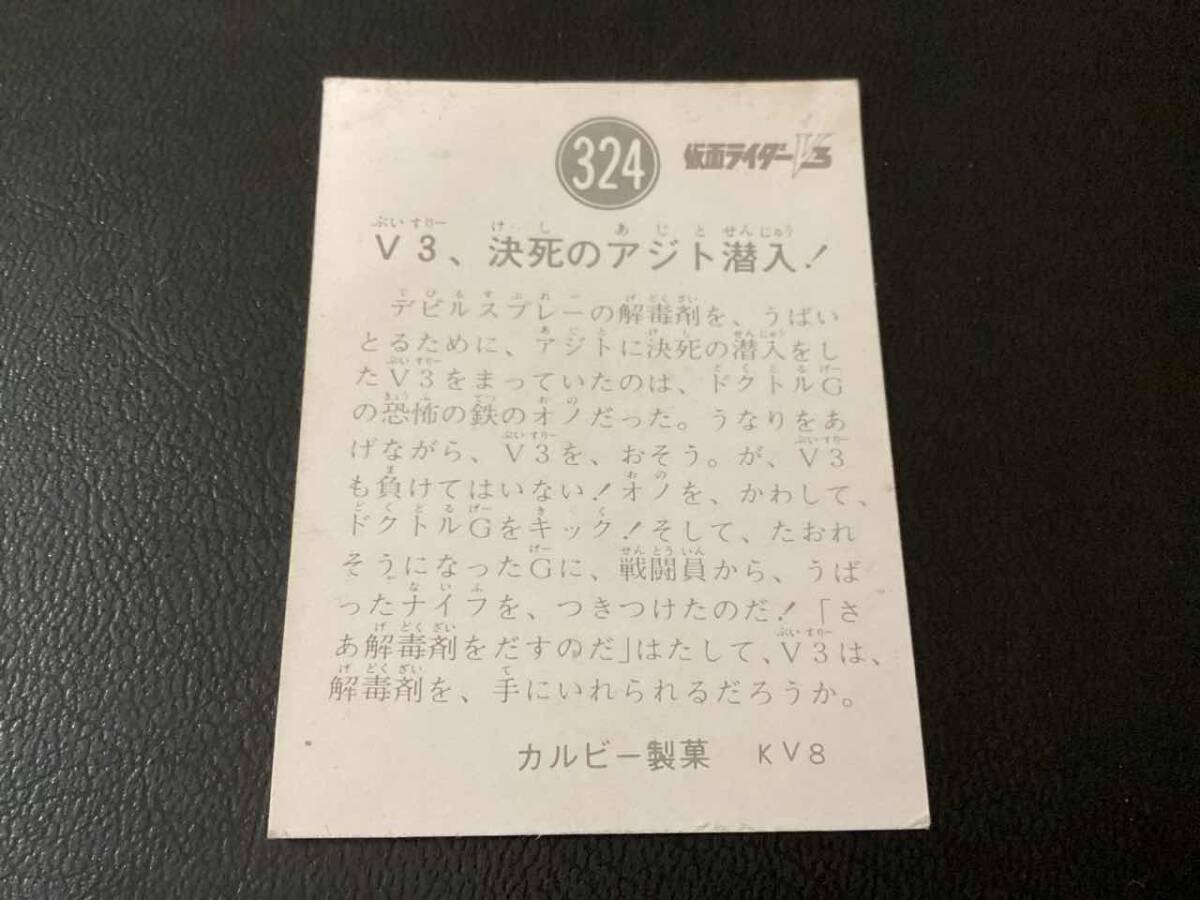 324 仮面ライダーV3
V3、決死のアジト潜入!
デビルスプレーの解毒剤を、うばい
とるために、アジトに決死の潜入をし
たV3をまっていたのは、ドクトルG
の恐怖の鉄のオノだった。うなりをあ
げながら、V3を、おそう。が、V3
も負けてはいない!オノを、かわして、
ドクトルGをキック!そして、たおれ
そうになったGに、戦闘員から、うば
ったナイフを、つきつけたのだ!「さ
あ解毒剤をだすのだ」はたして、V3は、
解毒剤を、手にいれられるだろうか。
カルビー製菓 KV8